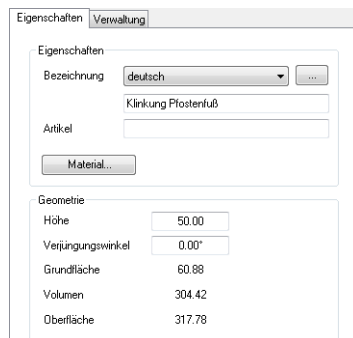 Eigenschaften Verwaltung
Eigenschaften
Bezeichnung deutsch ...
Klinkung Pfostenfuß
Artikel
Material...
Geometrie
Höhe 50.00
Verjüngungswinkel 0.00°
Grundfläche 60.88
Volumen 304.42
Oberfläche 317.78